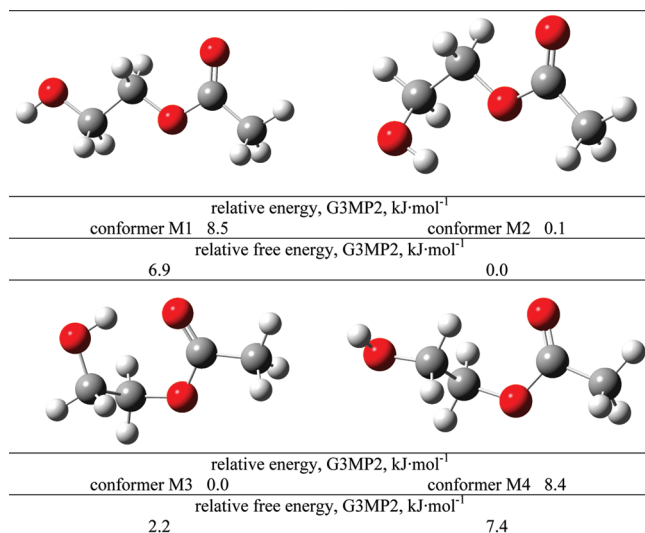 relative energy, G3MP2, kJ·mol-1
conformer M1 8.5 conformer M2 0.1
relative free energy, G3MP2, kJ·mol-1
6.9 0.0
relative energy, G3MP2, kJ·mol-1
conformer M3 0.0 conformer M4 8.4
relative free energy, G3MP2, kJ·mol-1
2.2 7.4